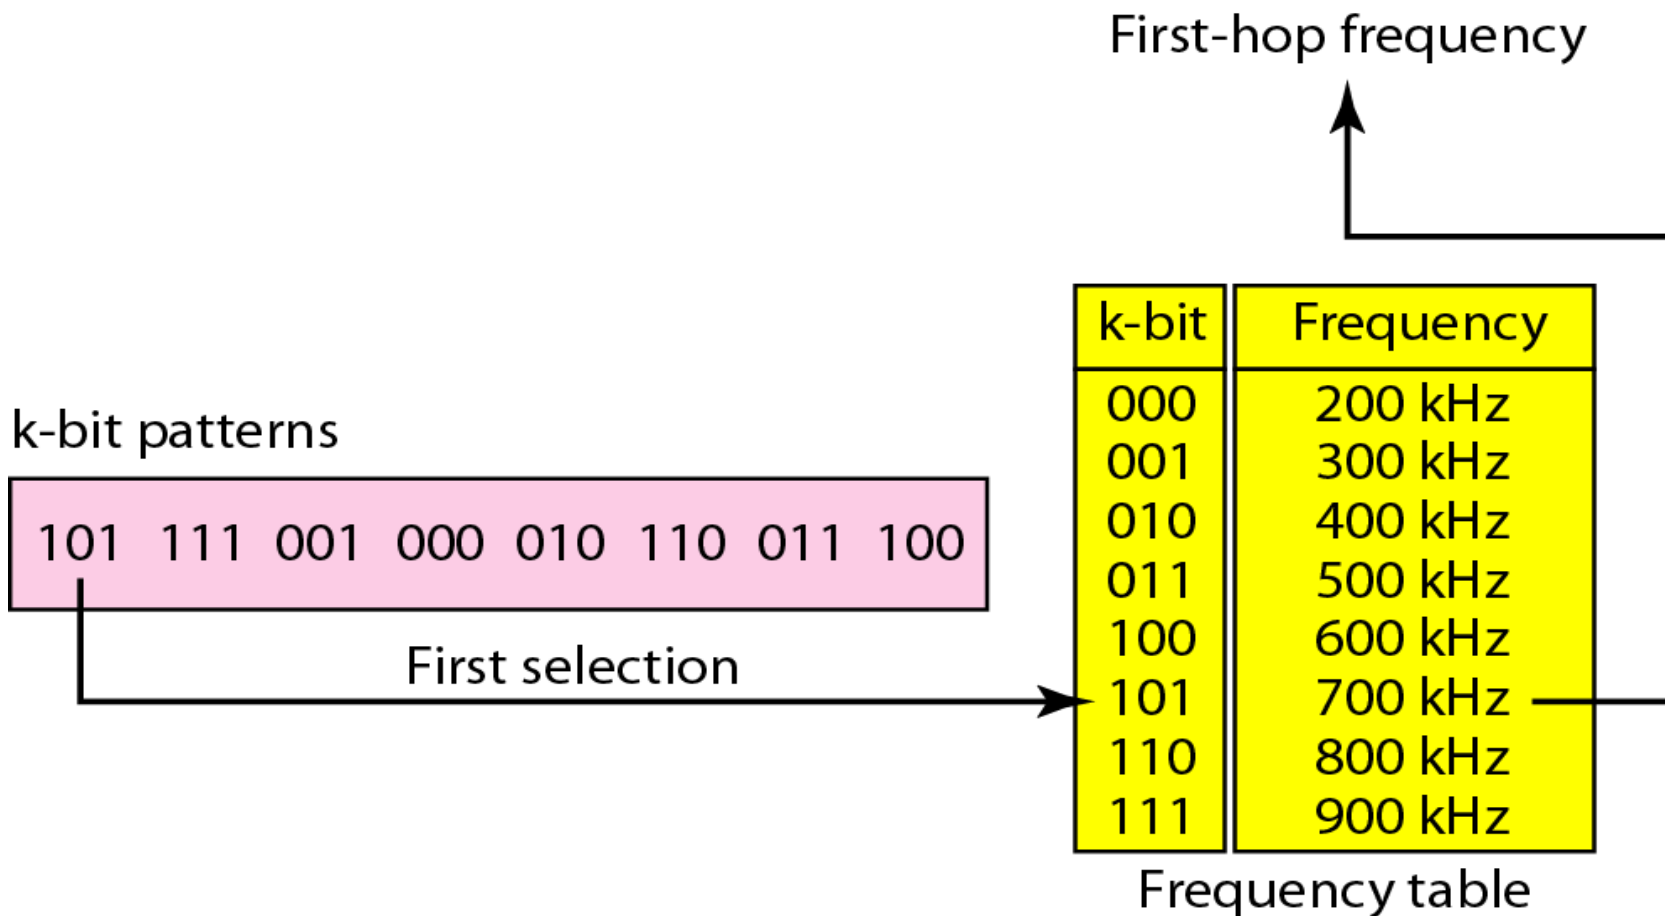 First-hop frequency
k-bit patterns
101 111 001 000 010 110 011 100
First selection
k-bit Frequency
000 200 kHz
001 300 kHz
010 400 kHz
011 500 kHz
100 600 kHz
101 700 kHz
110 800 kHz
111 900 kHz
Frequency table